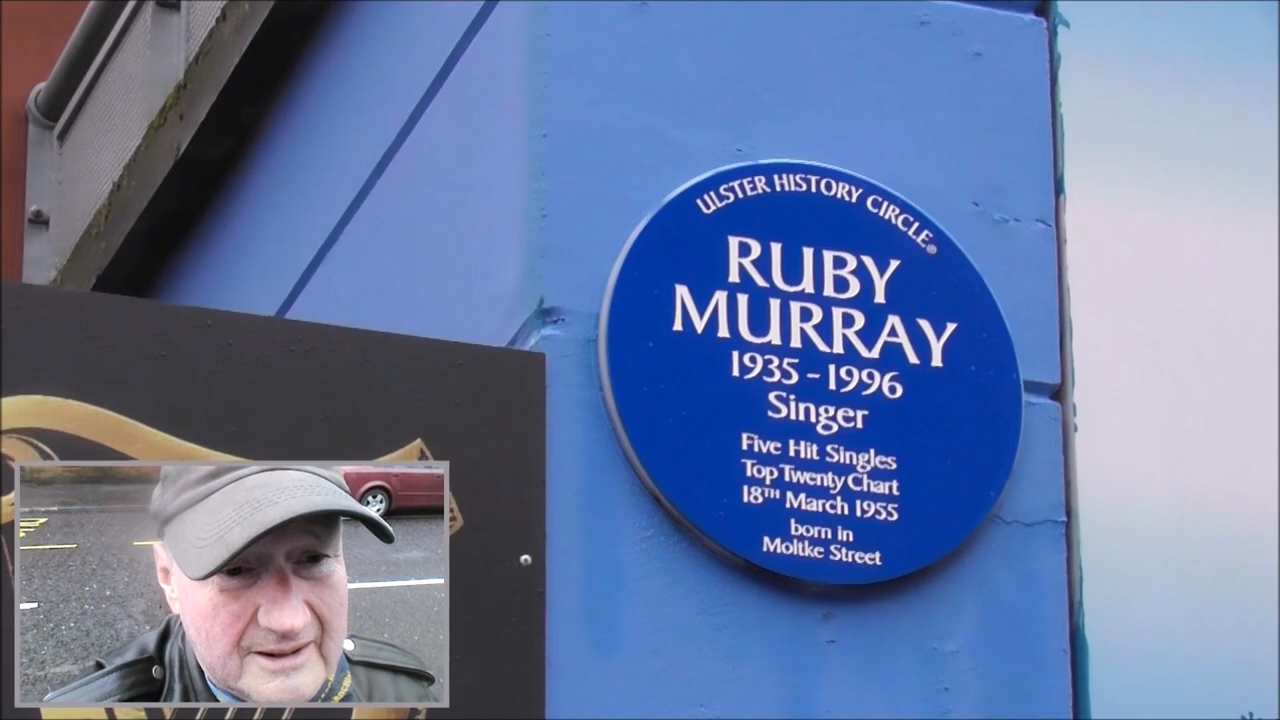 ULSTER HISTORY CIRCLE®
RUBY
MURRAY
1935 - 1996
Singer
Five Hit Singles
Top Twenty Chart
18TH March 1955
born in
Moltke Street